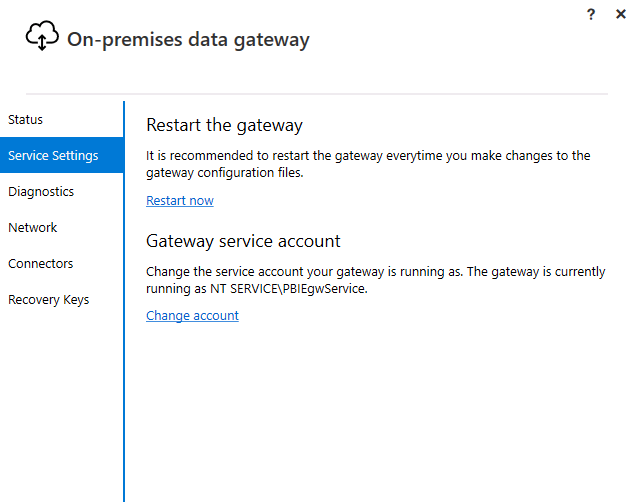 ? ×
On-premises data gateway
Status
Service Settings
Diagnostics
Network
Connectors
Recovery Keys
Restart the gateway
It is recommended to restart the gateway everytime you make changes to the
gateway configuration files.
Restart now
Gateway service account
Change the service account your gateway is running as. The gateway is currently
running as NT SERVICE\PBIEgwService.
Change account